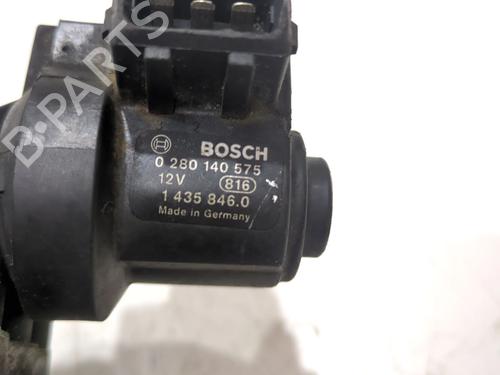 B-PARTS
BOSCH
0 280 140 575
12V 816
1 435 846.0
Made in Germany